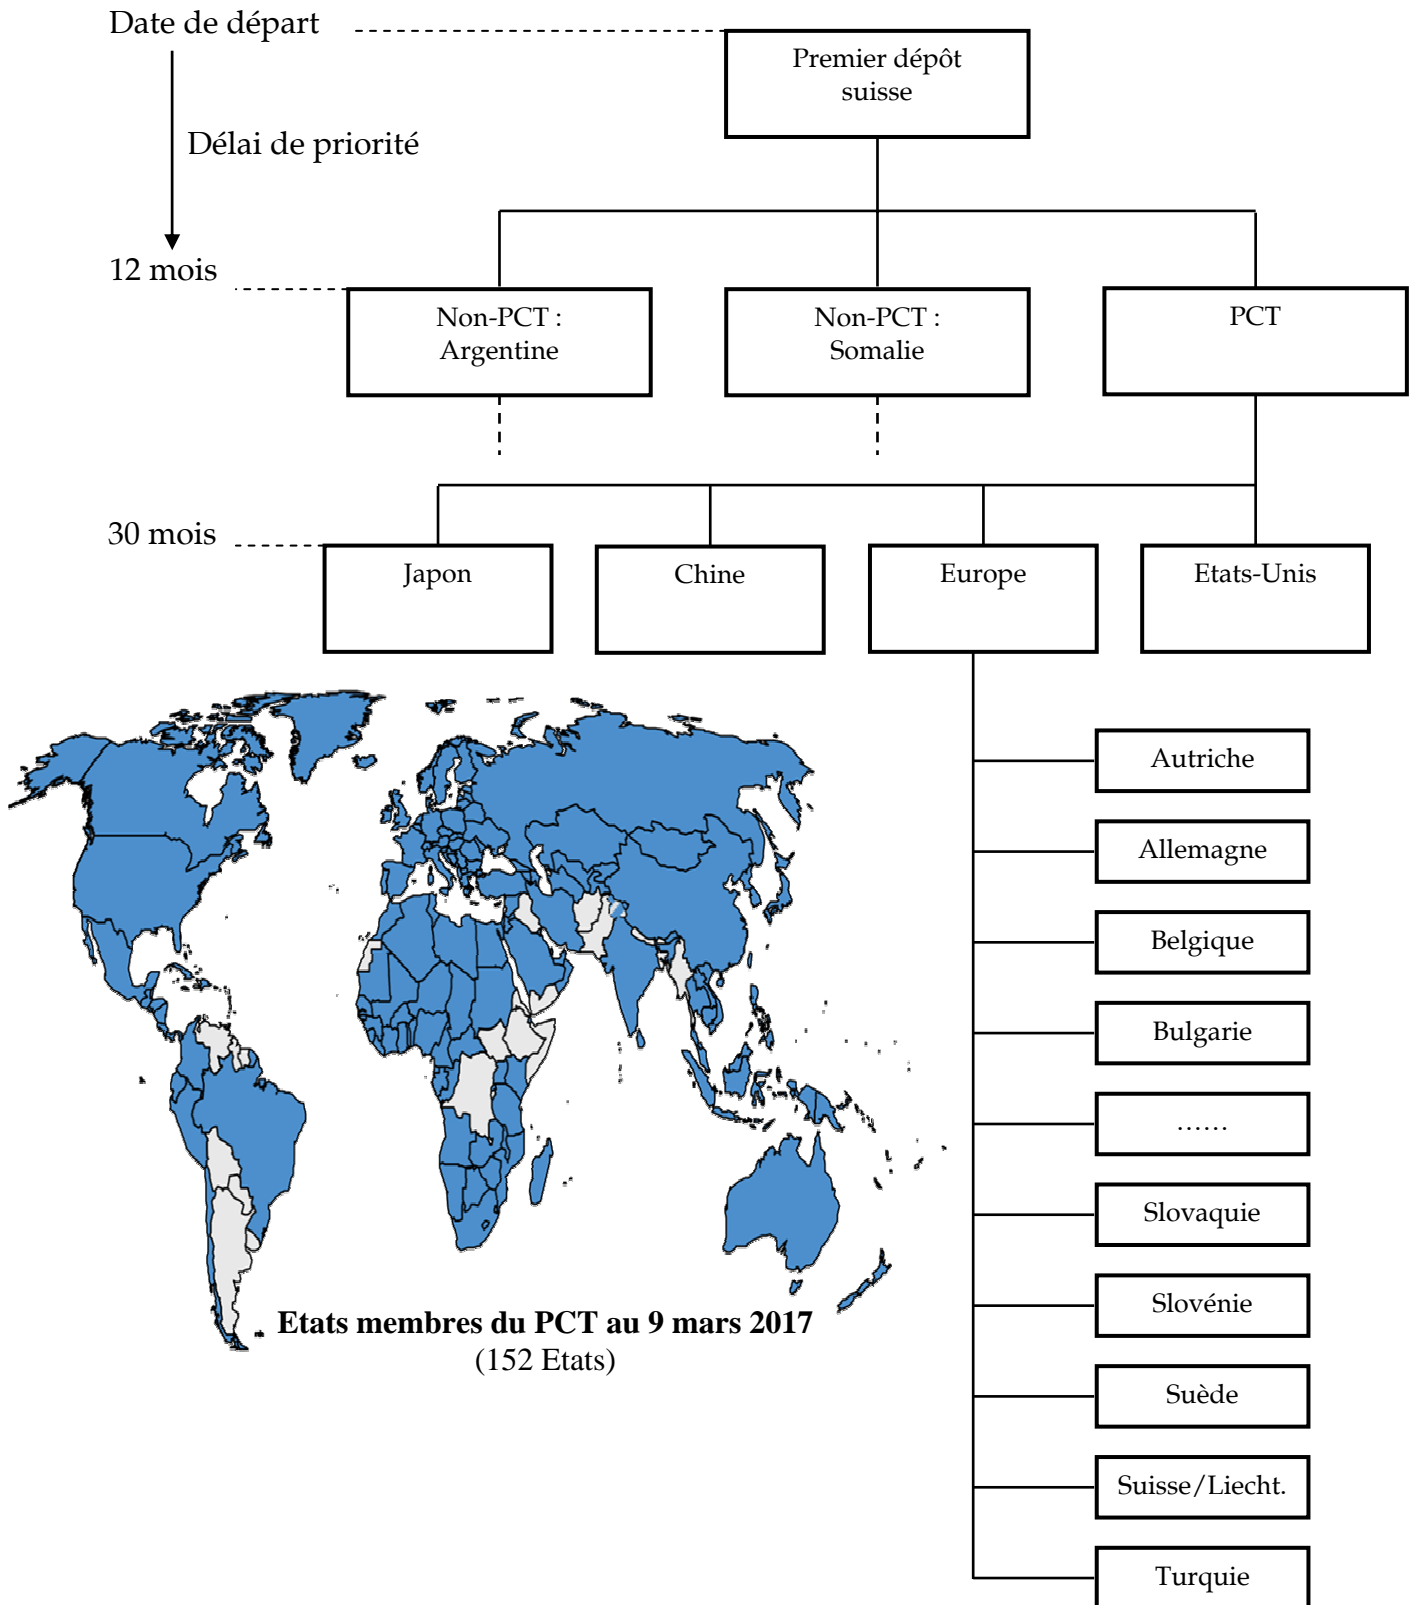 Date de départ
Premier dépôt
suisse
Délai de priorité
12 mois
Non-PCT :
Argentine
Non-PCT :
Somalie
PCT
30 mois
Japon
Chine
Europe
Etats-Unis
Autriche
Allemagne
Belgique
Bulgarie
……
Slovaquie
Slovénie
Suède
Suisse/Liecht.
Turquie
Etats membres du PCT au 9 mars 2017
(152 Etats)